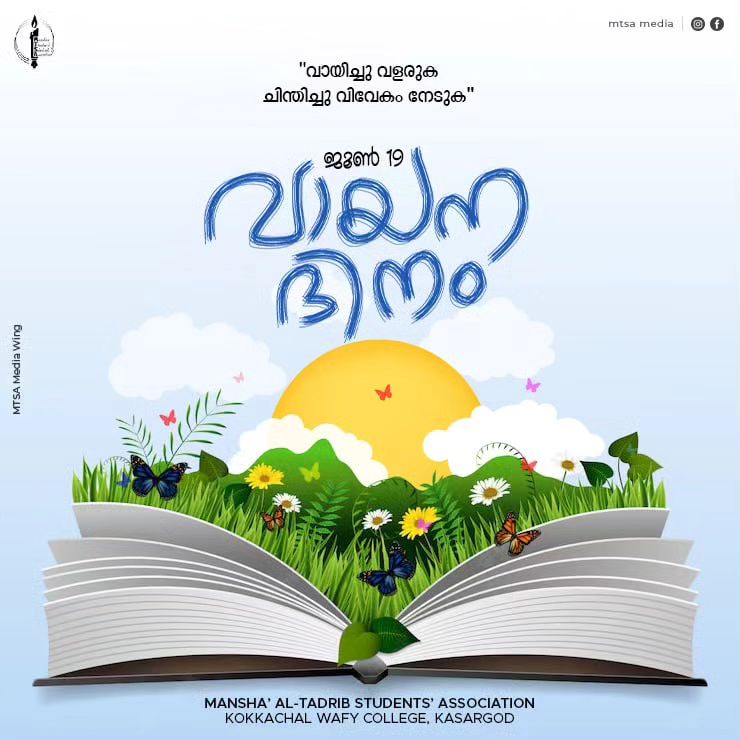 mtsa media
"വായിച്ചു വളരുക
ചിന്തിച്ചു വിവേകം നേടുക"
ജൂൺ 19
വായന
ദിനം
MTSA Media Wing
MANSHA' AL-TADRIB STUDENTS' ASSOCIATION
KOKKACHAL WAFY COLLEGE, KASARGOD